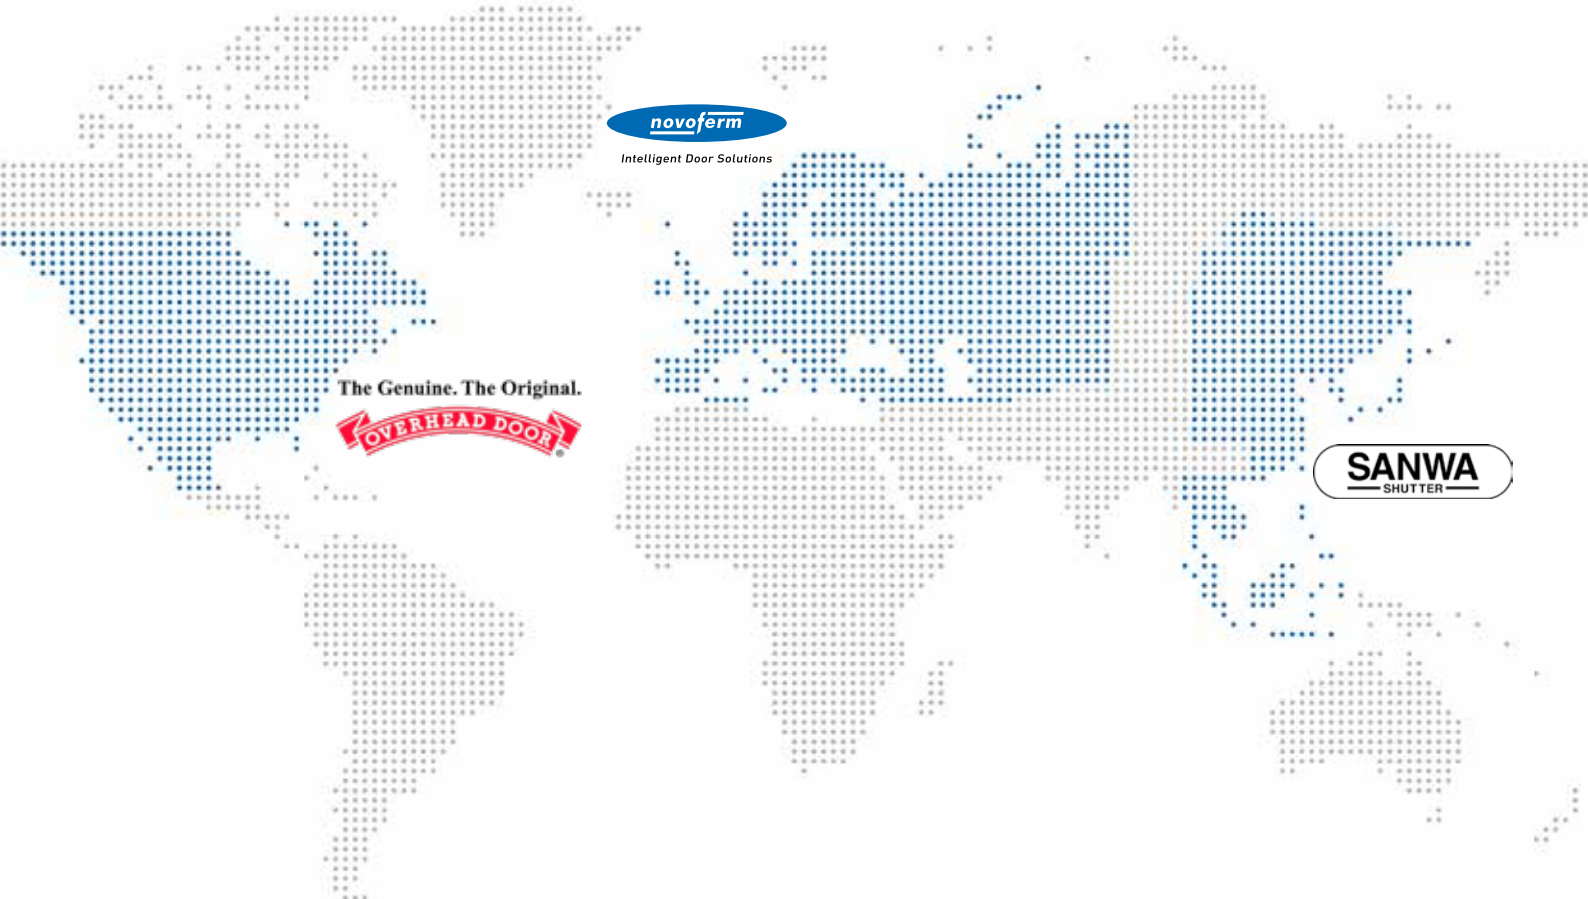 novoferm
Intelligent Door Solutions
The Genuine. The Original.
OVERHEAD DOOR
SANWA
SHUTTER